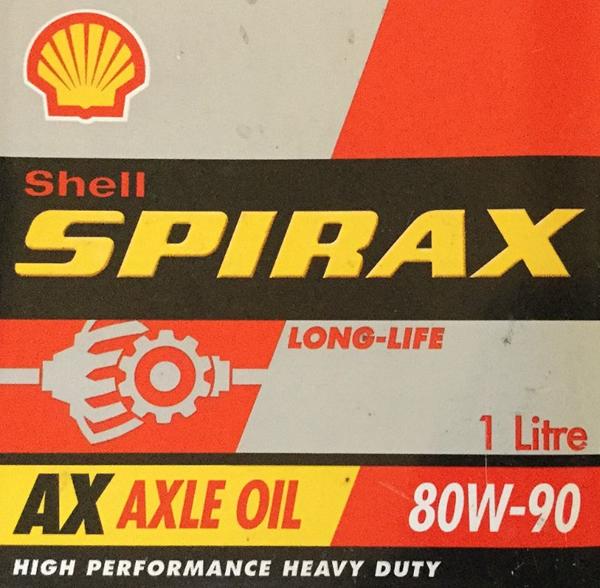 Shell
SPIRAX
LONG-LIFE
1 Litre
AX AXLE OIL 80W-90
HIGH PERFORMANCE HEAVY DUTY